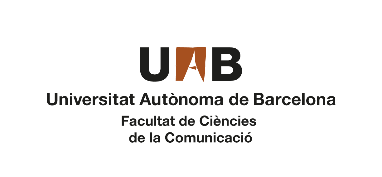 UAB
Universitat Autònoma de Barcelona
Facultat de Ciències
de la Comunicació